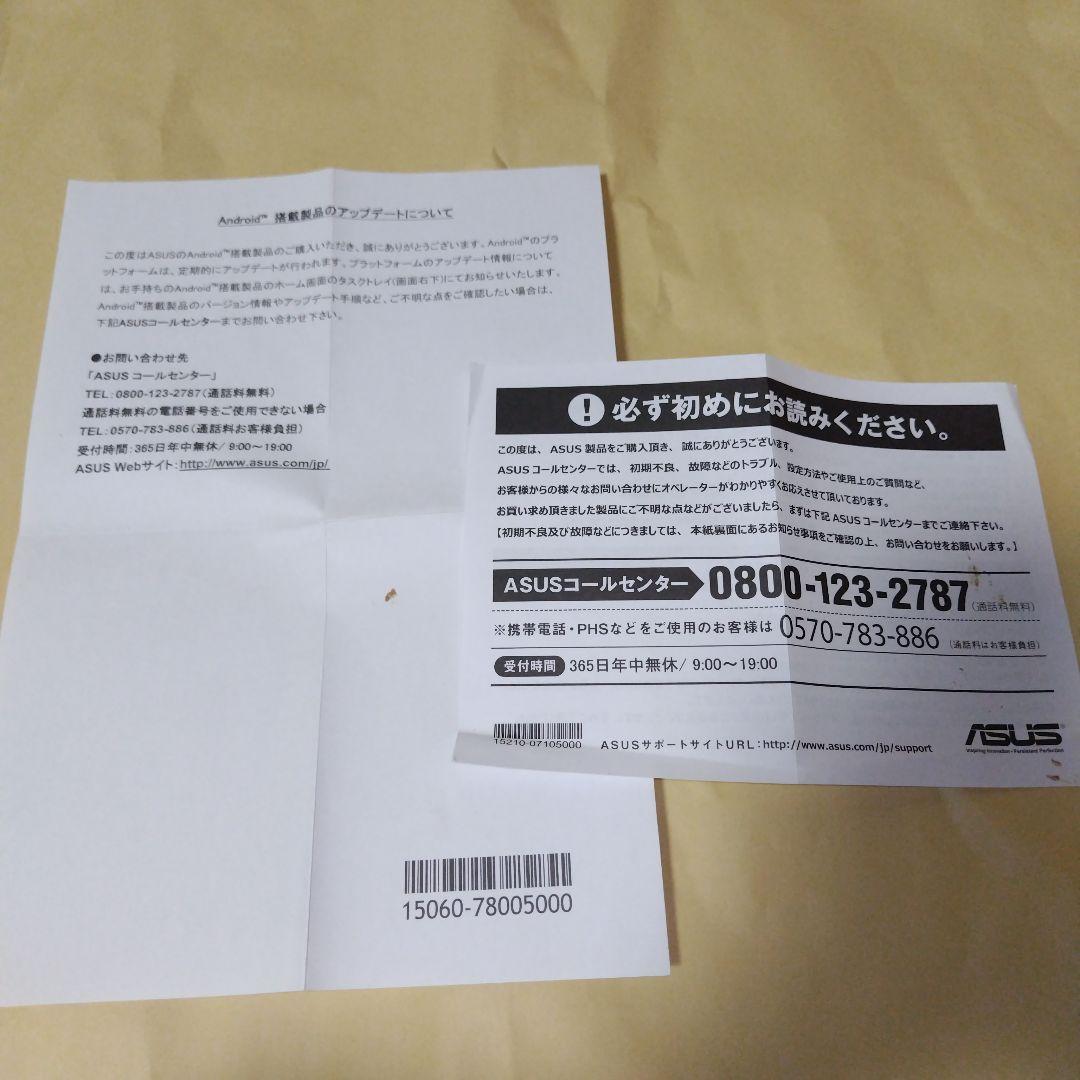 Android™ 搭載製品のアップデートについて
この度はASUSのAndroid™搭載製品のご購入いただき、誠にありがとうございます。Android™のプラ
ットフォームは、定期的にアップデートが行われます。プラットフォームのアップデート情報について
は、お手持ちのAndroid™搭載製品のホーム画面のタスクトレイ(画面右下)にてお知らせいたします。
Android™搭載製品のバージョン情報やアップデート手順など、ご不明な点をご確認したい場合は、
下記ASUSコールセンターまでお問い合わせ下さい。
●お問い合わせ先
「ASUS コールセンター」
TEL:0800-123-2787(通話料無料)
通話料無料の電話番号をご使用できない場合
TEL:0570-783-886(通話料お客様負担)
受付時間:365日年中無休/ 9:00～19:00
ASUS Webサイト:http://www.asus.com/jp/
15060-78005000
! 必ず初めにお読みください。
この度は、ASUS 製品をご購入頂き、誠にありがとうございます。
ASUS コールセンターでは、初期不良、故障などのトラブル、設定方法やご使用上のご質問など、
お客様からの様々なお問い合わせにオペレーターがわかりやすくお応えさせて頂いております。
お買い求め頂きました製品にご不明な点などがございましたら、まずは下記 ASUS コールセンターまでご連絡下さい。
【初期不良及び故障などにつきましては、本紙裏面にあるお知らせ事項をご確認の上、お問い合わせをお願いします。】
ASUSコールセンター 0800-123-2787(通話料無料)
※携帯電話・PHSなどをご使用のお客様は 0570-783-886 (通話料はお客様負担)
受付時間 365日年中無休/ 9:00～19:00
15210-07105000 ASUSサポートサイトURL:http://www.asus.com/jp/support
ASUS
Inspiring Innovation · Persistent Perfection